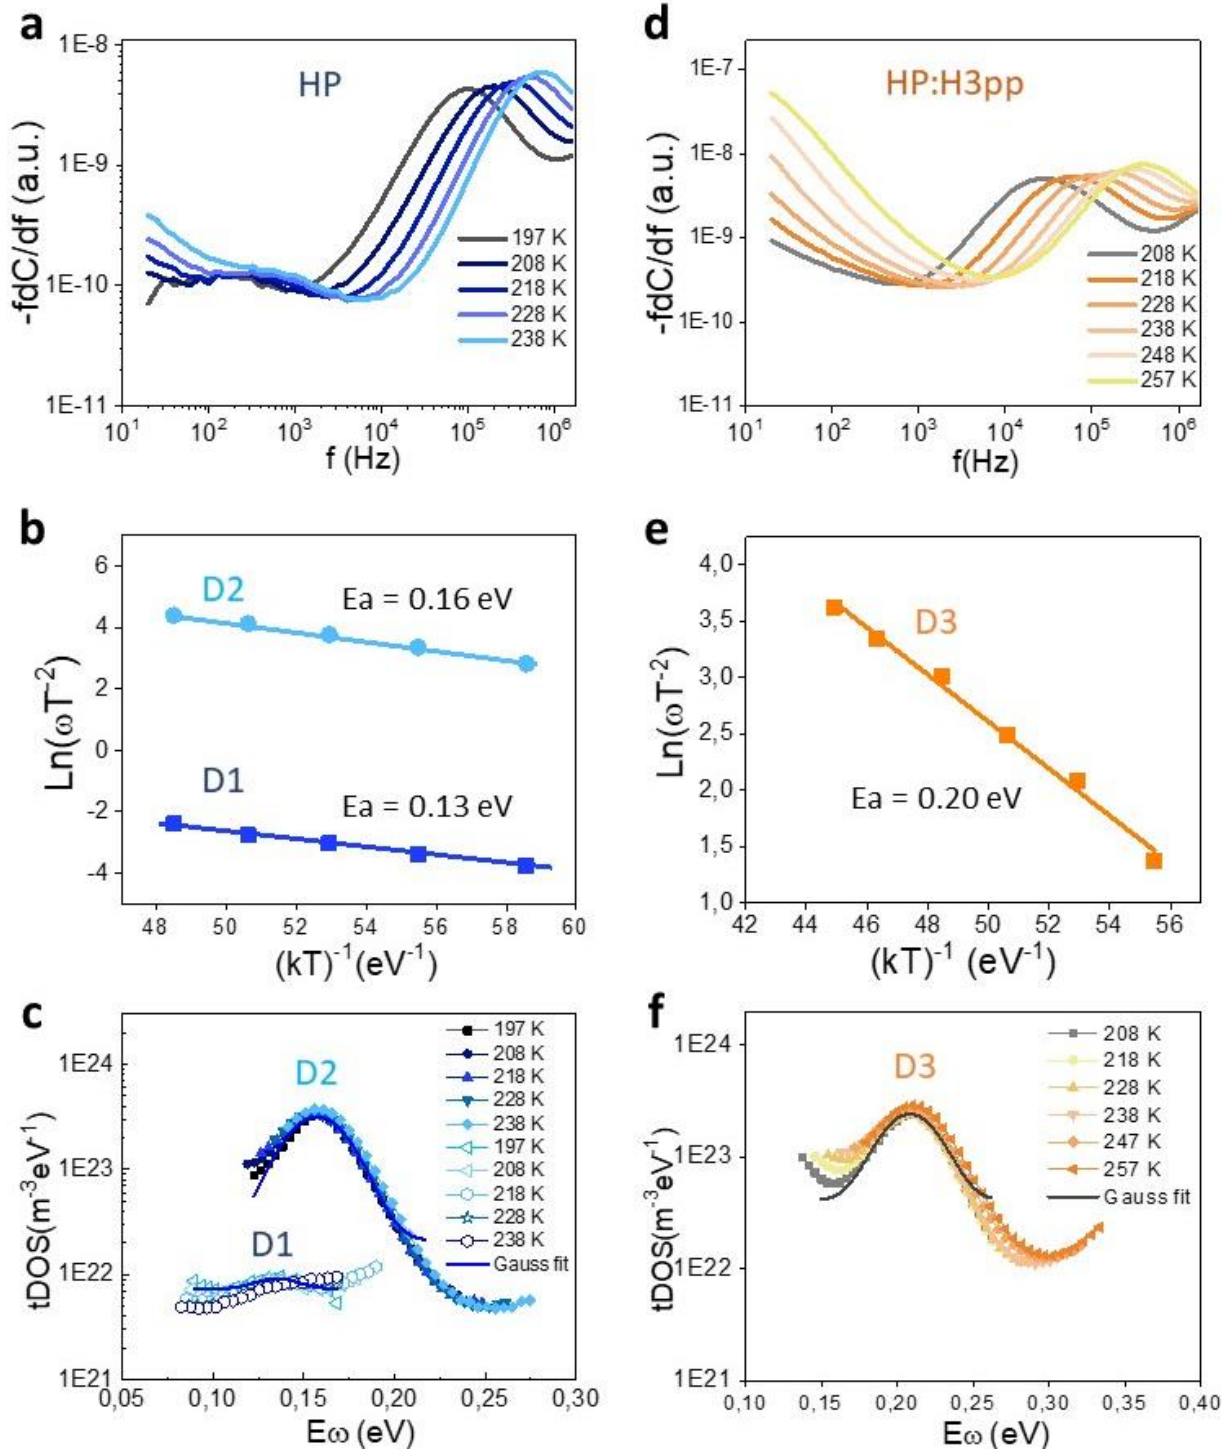 a
HP
1E-8
1E-9
1E-10
1E-11
-fdC/df (a.u.)
197 K
208 K
218 K
228 K
238 K
10¹ 10² 10³ 10⁴ 10⁵ 10⁶
f (Hz)
d
HP:H3pp
1E-7
1E-8
1E-9
1E-10
1E-11
-fdC/df (a.u.)
208 K
218 K
228 K
238 K
248 K
257 K
10¹ 10² 10³ 10⁴ 10⁵ 10⁶
f(Hz)
b
6
4
2
0
-2
-4
Ln(ωT⁻²)
D2
Ea = 0.16 eV
D1
Ea = 0.13 eV
48 50 52 54 56 58 60
(kT)⁻¹(eV⁻¹)
e
4,0
3,5
3,0
2,5
2,0
1,5
1,0
Ln(ωT⁻²)
D3
Ea = 0.20 eV
42 44 46 48 50 52 54 56
(kT)⁻¹ (eV⁻¹)
c
1E24
1E23
1E22
1E21
tDOS(m⁻³eV⁻¹)
D2
D1
197 K
208 K
218 K
228 K
238 K
197 K
208 K
218 K
228 K
238 K
Gauss fit
0,05 0,10 0,15 0,20 0,25 0,30
Eω (eV)
f
1E24
1E23
1E22
1E21
tDOS(m⁻³eV⁻¹)
D3
208 K
218 K
228 K
238 K
247 K
257 K
Gauss fit
0,10 0,15 0,20 0,25 0,30 0,35 0,40
Eω (eV)